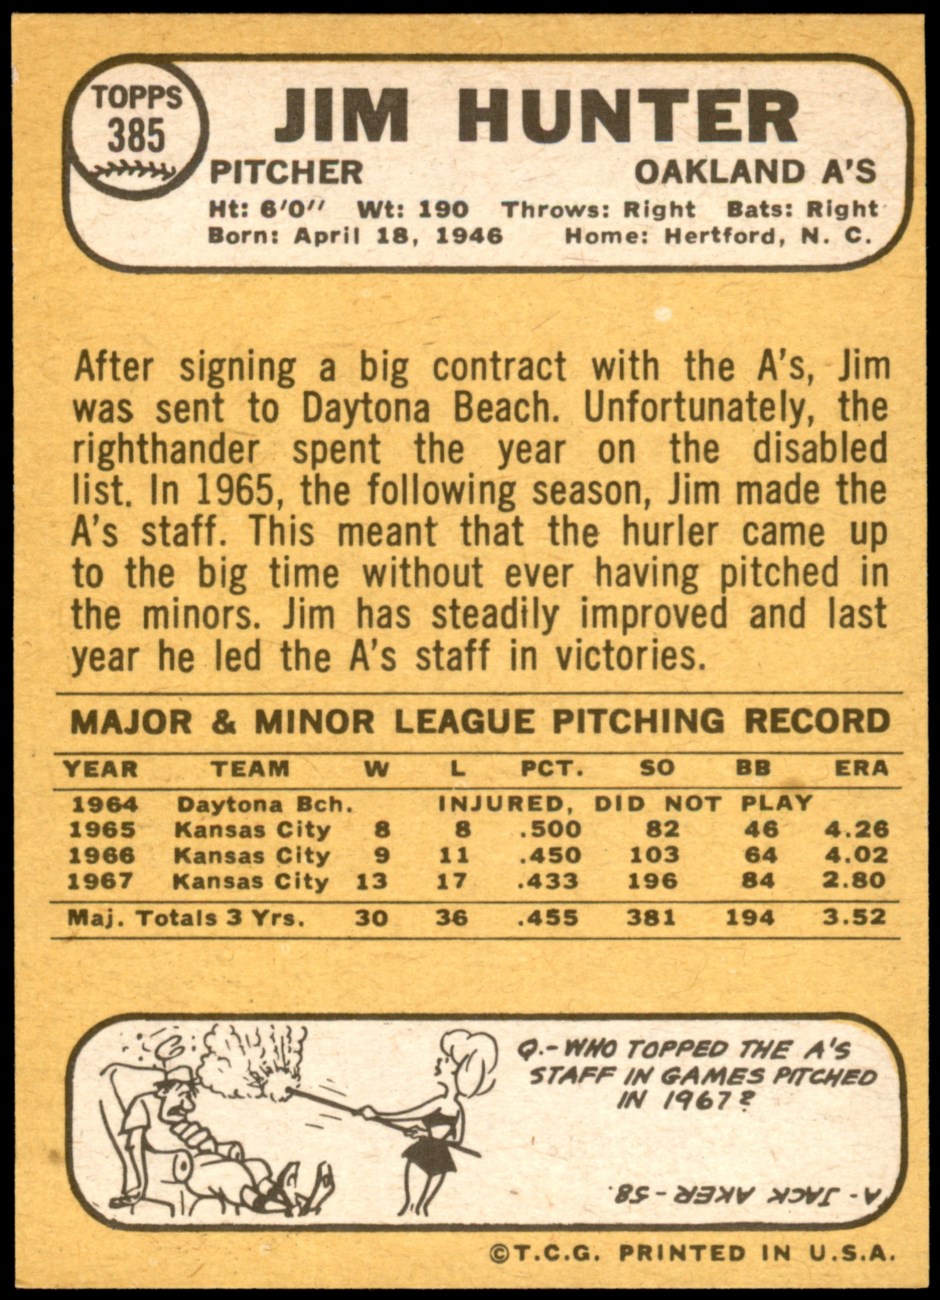 TOPPS
385
JIM HUNTER
PITCHER OAKLAND A'S
Ht: 6'0" Wt: 190 Throws: Right Bats: Right
Born: April 18, 1946 Home: Hertford, N. C.
After signing a big contract with the A's, Jim
was sent to Daytona Beach. Unfortunately, the
righthander spent the year on the disabled
list. In 1965, the following season, Jim made the
A's staff. This meant that the hurler came up
to the big time without ever having pitched in
the minors. Jim has steadily improved and last
year he led the A's staff in victories.
MAJOR & MINOR LEAGUE PITCHING RECORD
YEAR TEAM W L PCT. SO BB ERA
1964 Daytona Bch. INJURED, DID NOT PLAY
1965 Kansas City 8 8 .500 82 46 4.26
1966 Kansas City 9 11 .450 103 64 4.02
1967 Kansas City 13 17 .433 196 84 2.80
Maj. Totals 3 Yrs. 30 36 .455 381 194 3.52
Q.-WHO TOPPED THE A'S
STAFF IN GAMES PITCHED
IN 1967?
A-JACK AKER-58.
©T.C.G. PRINTED IN U.S.A.